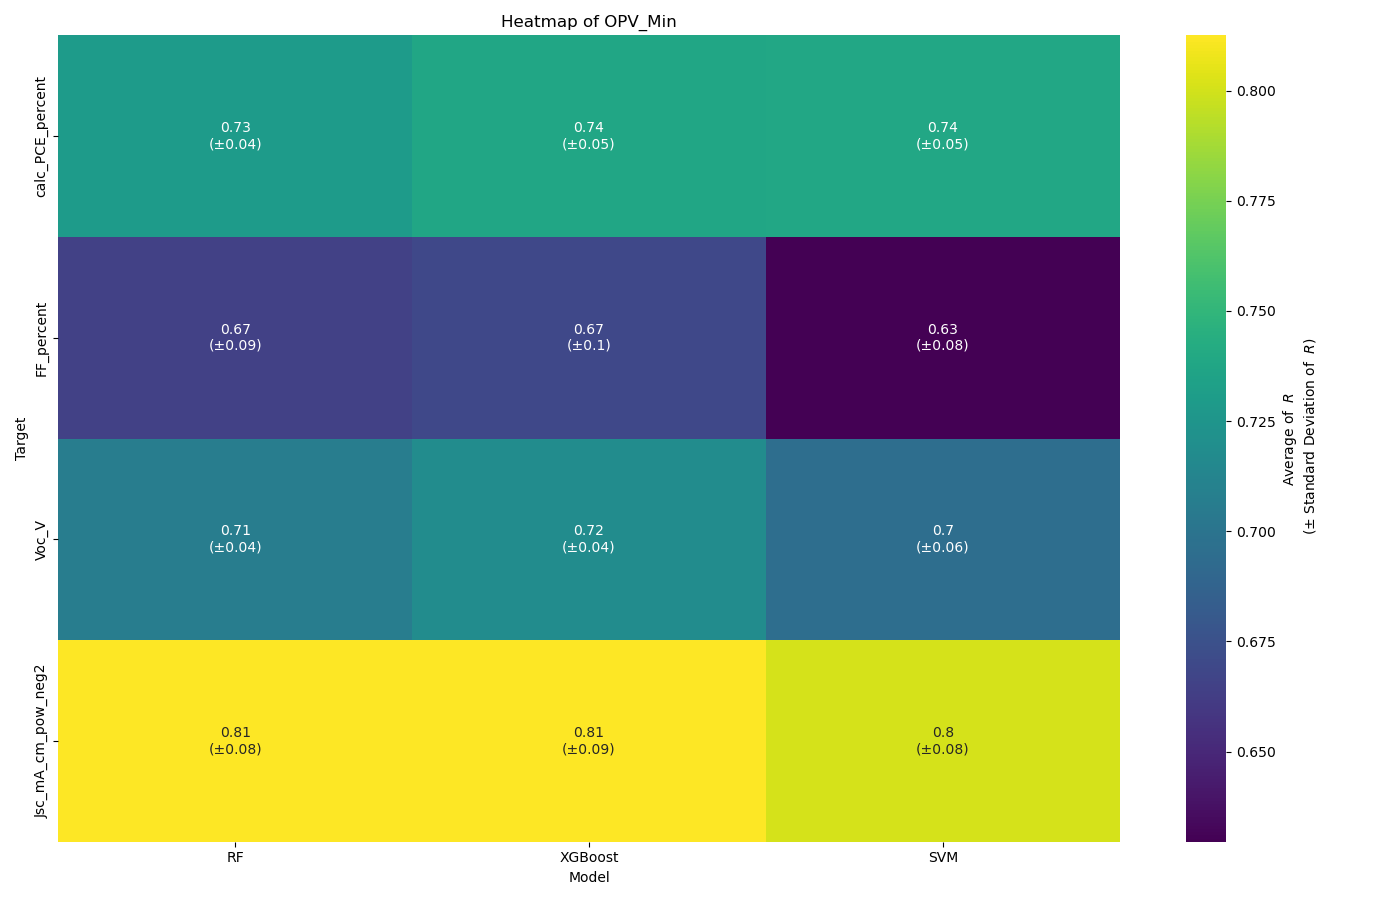 Heatmap of OPV_Min
calc_PCE_percent
0.73
(±0.04)
0.74
(±0.05)
0.74
(±0.05)
FF_percent
0.67
(±0.09)
0.67
(±0.1)
0.63
(±0.08)
Voc_V
0.71
(±0.04)
0.72
(±0.04)
0.7
(±0.06)
Jsc_mA_cm_pow_neg2
0.81
(±0.08)
0.81
(±0.09)
0.8
(±0.08)
Target
RF
XGBoost
SVM
Model
0.800
0.775
0.750
0.725
0.700
0.675
0.650
Average of R
(± Standard Deviation of R)